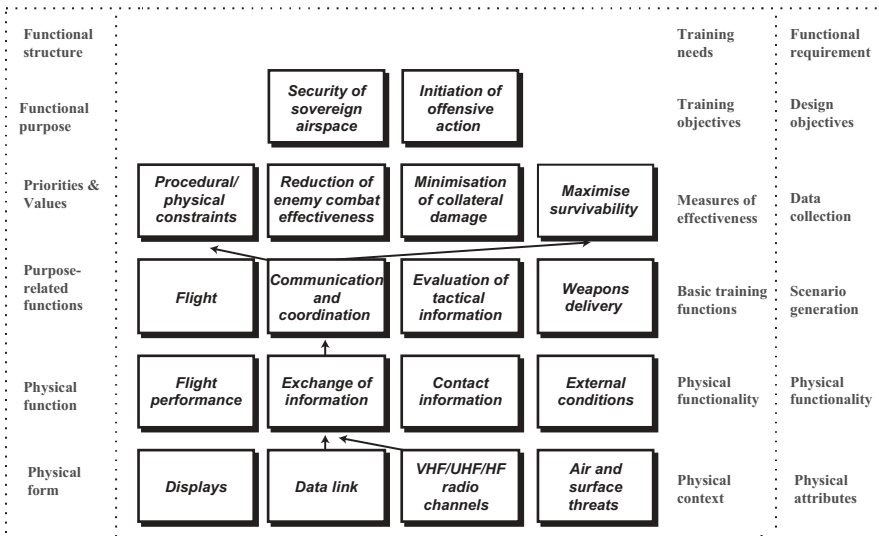 Functional
structure
Training
needs
Functional
requirement
Functional
purpose
Security of
sovereign
airspace
Initiation of
offensive
action
Training
objectives
Design
objectives
Priorities &
Values
Procedural/
physical
constraints
Reduction of
enemy combat
effectiveness
Minimisation
of collateral
damage
Maximise
survivability
Measures of
effectiveness
Data
collection
Purpose-
related
functions
Flight
Communication
and
coordination
Evaluation of
tactical
information
Weapons
delivery
Basic training
functions
Scenario
generation
Physical
function
Flight
performance
Exchange of
information
Contact
information
External
conditions
Physical
functionality
Physical
functionality
Physical
form
Displays
Data link
VHF/UHF/HF
radio
channels
Air and
surface
threats
Physical
context
Physical
attributes